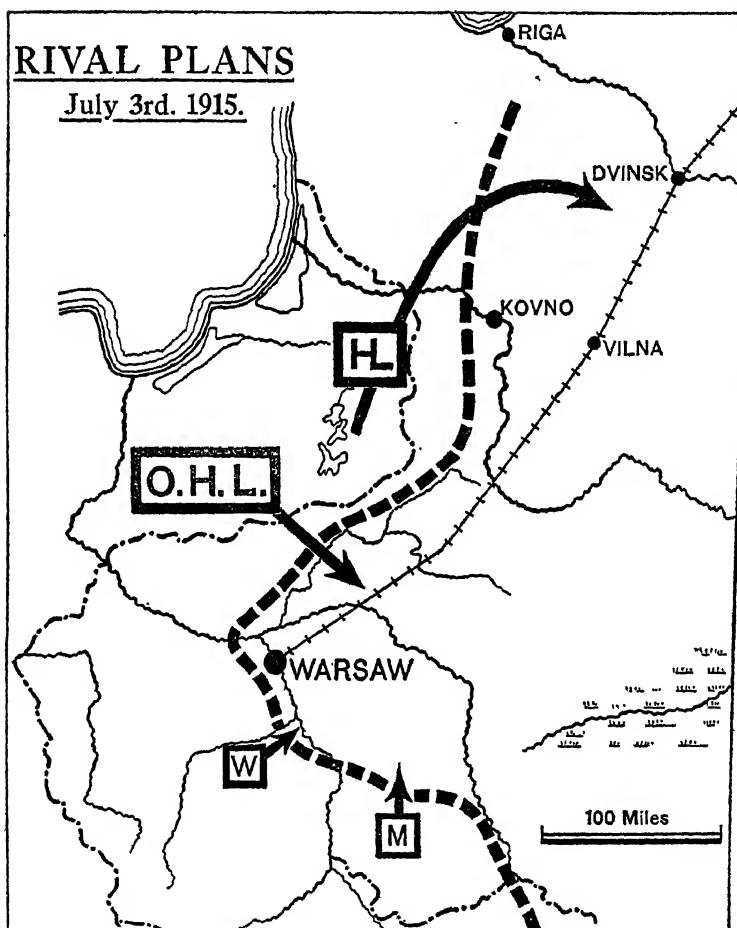 RIVAL PLANS
July 3rd. 1915.
RIGA
DVINSK
KOVNO
VILNA
HL
O.H.L.
WARSAW
W
M
100 Miles